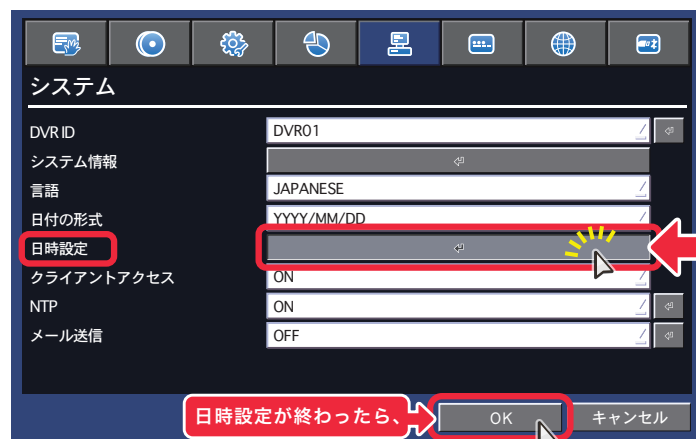 システム
DVR ID DVR01
システム情報
言語 JAPANESE
日付の形式 YYYY/MM/DD
日時設定
クライアントアクセス ON
NTP ON
メール送信 OFF
日時設定が終わったら、 OK キャンセル